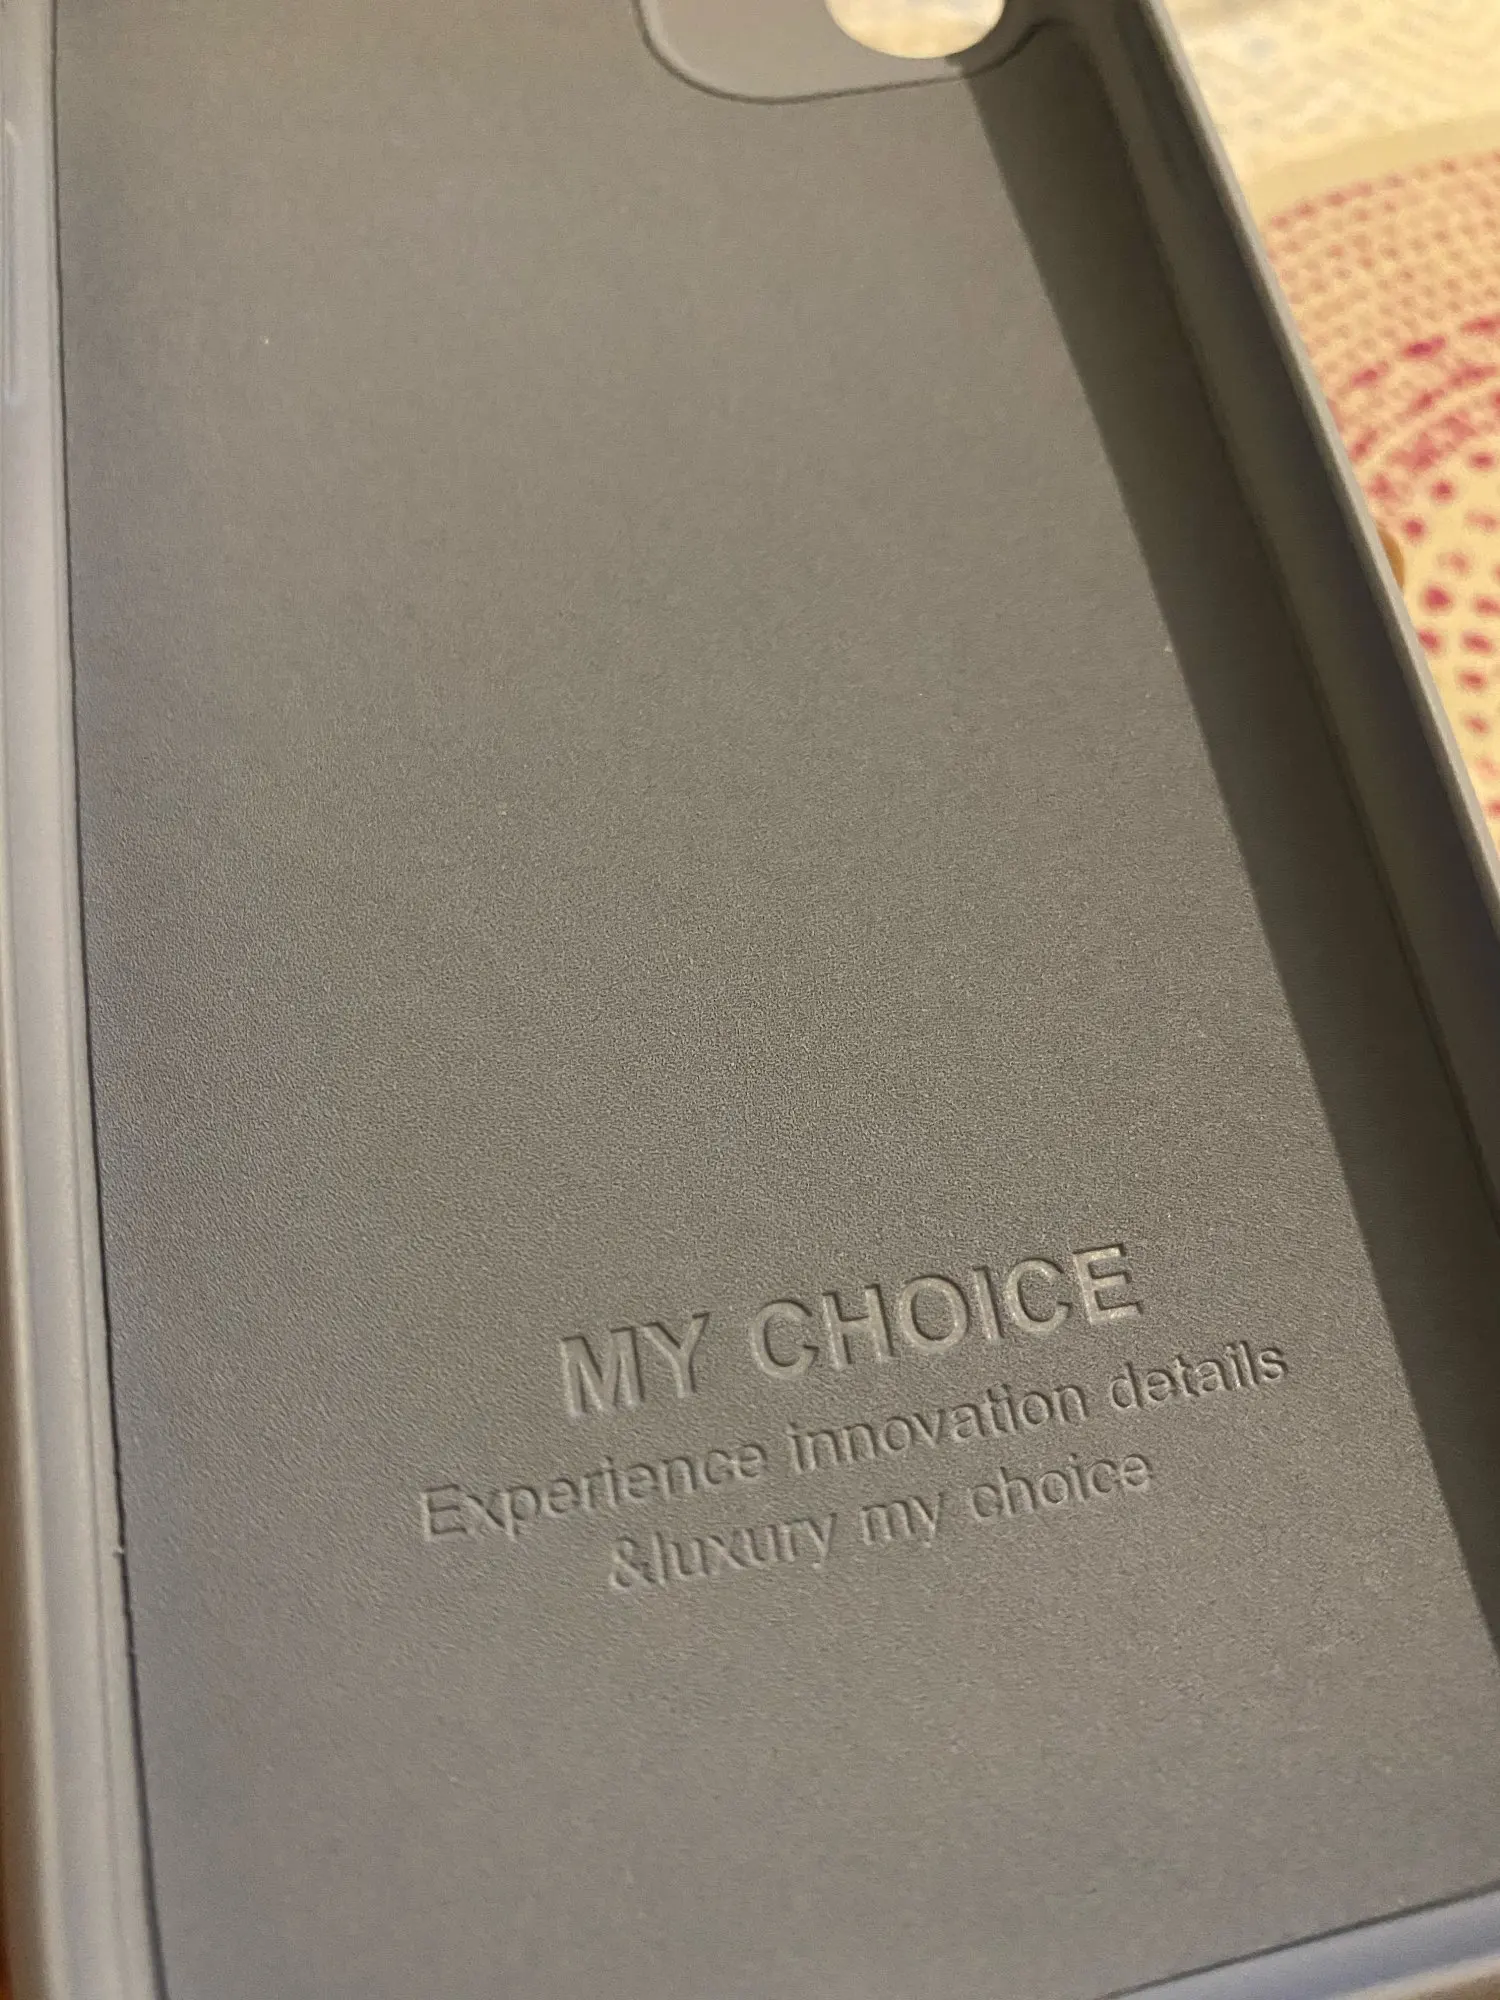 MY CHOICE
Experience innovation details
&luxury my choice